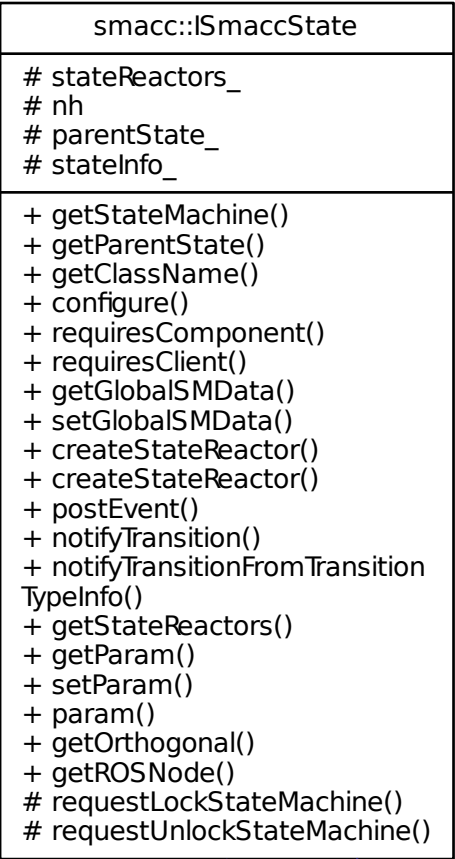 smacc::ISmaccState
# stateReactors_
# nh
# parentState_
# stateInfo_
+ getStateMachine()
+ getParentState()
+ getClassName()
+ configure()
+ requiresComponent()
+ requiresClient()
+ getGlobalSMData()
+ setGlobalSMData()
+ createStateReactor()
+ createStateReactor()
+ postEvent()
+ notifyTransition()
+ notifyTransitionFromTransition
TypeInfo()
+ getStateReactors()
+ getParam()
+ setParam()
+ param()
+ getOrthogonal()
+ getROSNode()
# requestLockStateMachine()
# requestUnlockStateMachine()